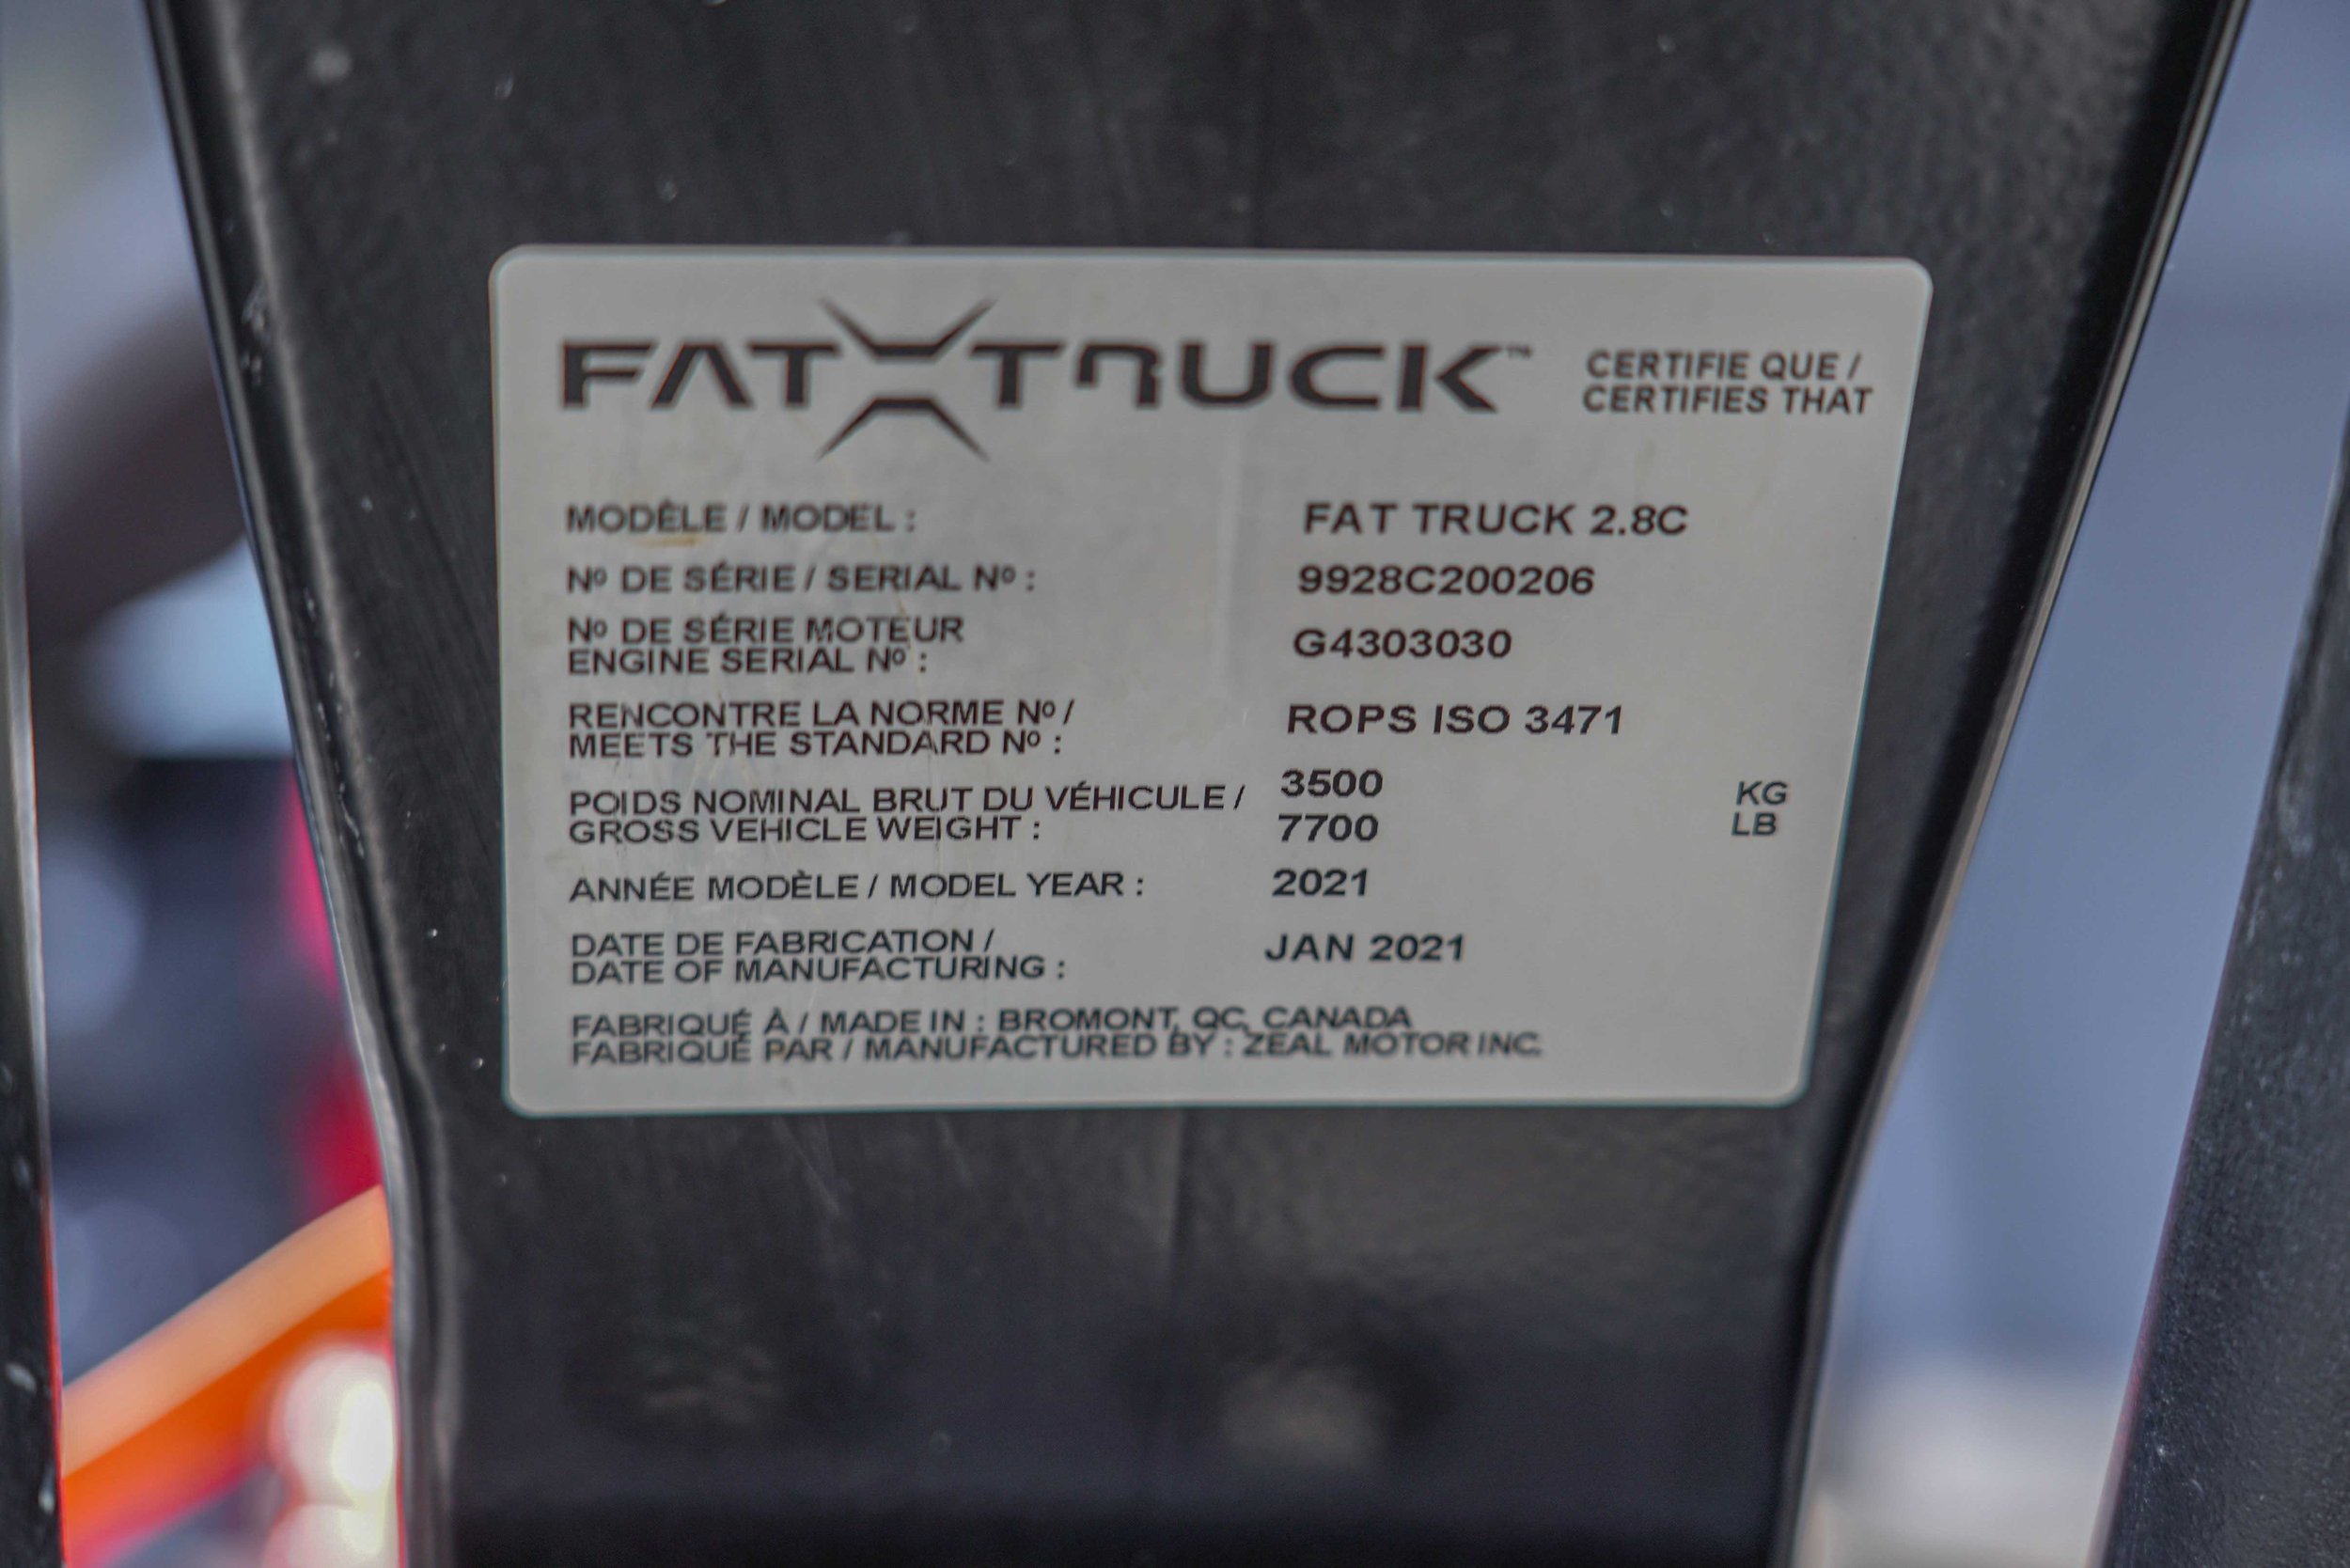 FAT TRUCK™
CERTIFIE QUE /
CERTIFIES THAT
MODÈLE / MODEL : FAT TRUCK 2.8C
Nº DE SÉRIE / SERIAL Nº : 9928C200206
Nº DE SÉRIE MOTEUR
ENGINE SERIAL Nº : G4303030
RENCONTRE LA NORME Nº /
MEETS THE STANDARD Nº : ROPS ISO 3471
POIDS NOMINAL BRUT DU VÉHICULE / 3500 KG
GROSS VEHICLE WEIGHT : 7700 LB
ANNÉE MODÈLE / MODEL YEAR : 2021
DATE DE FABRICATION /
DATE OF MANUFACTURING : JAN 2021
FABRIQUÉ À / MADE IN : BROMONT, QC, CANADA
FABRIQUÉ PAR / MANUFACTURED BY : ZEAL MOTOR INC.